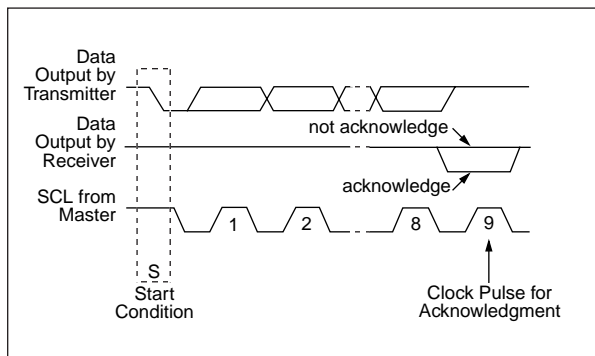 Data
Output by
Transmitter
Data
Output by
Receiver
not acknowledge
acknowledge
SCL from
Master
1
2
8
9
S
Start
Condition
Clock Pulse for
Acknowledgment